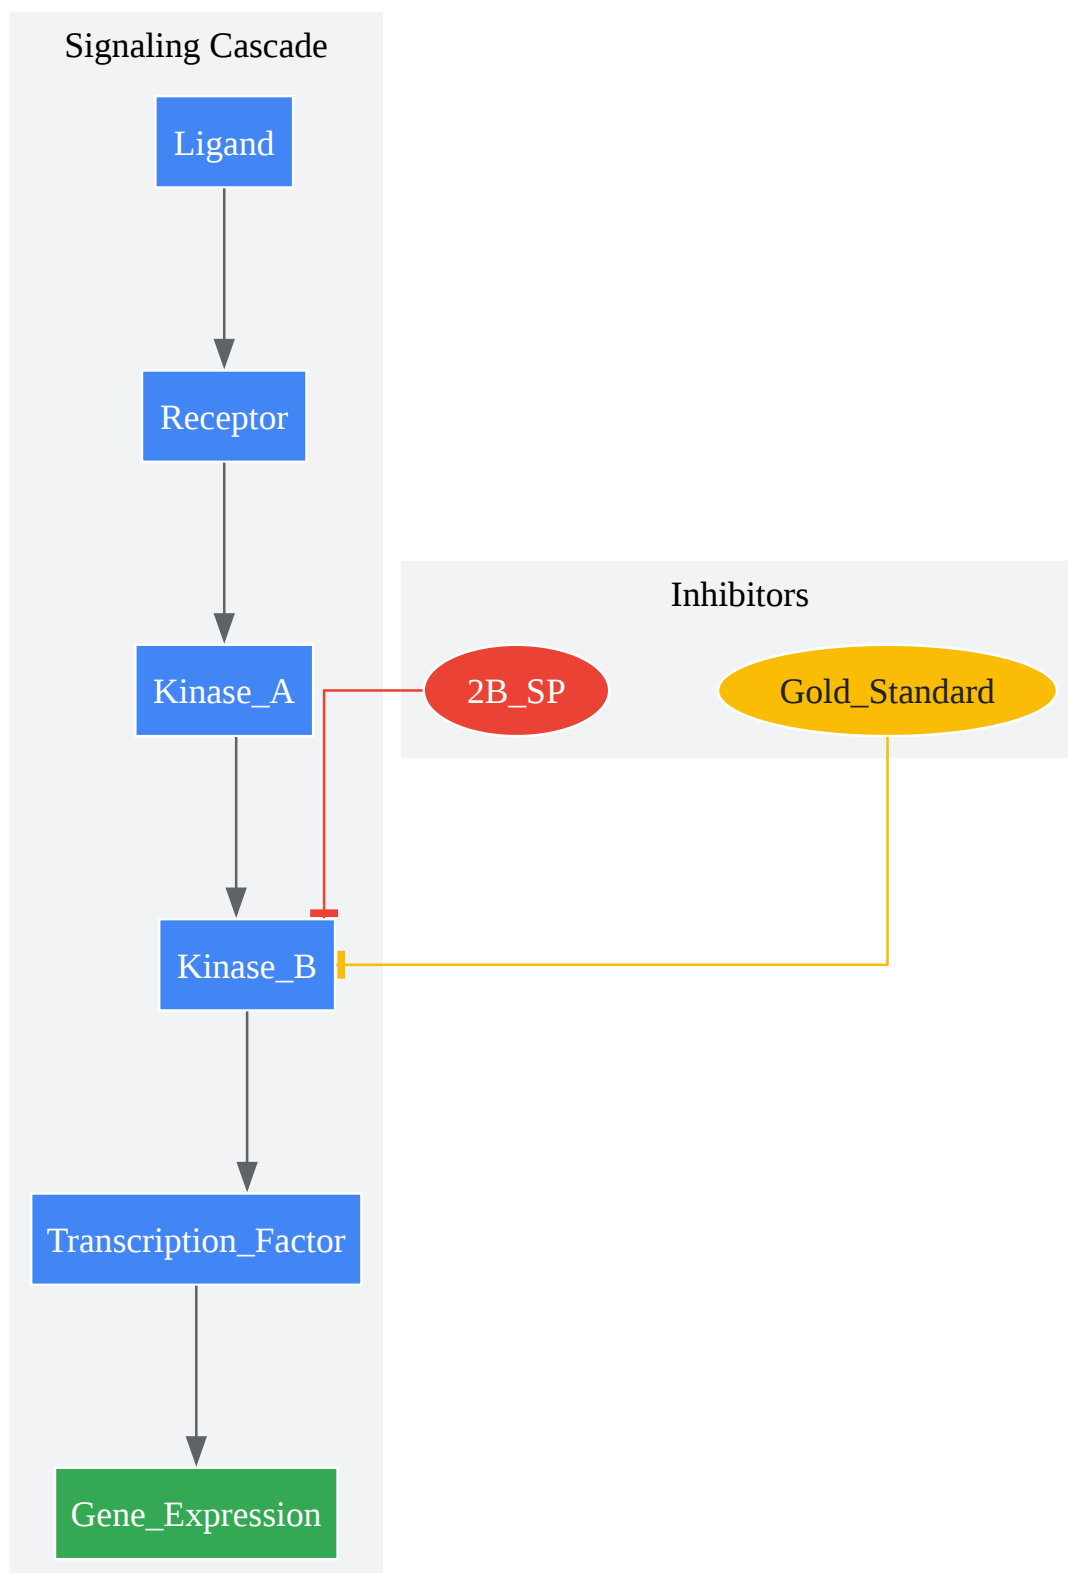 Signaling Cascade
Ligand
Receptor
Inhibitors
Kinase_A
2B_SP
Gold_Standard
Kinase_B
Transcription_Factor
Gene_Expression